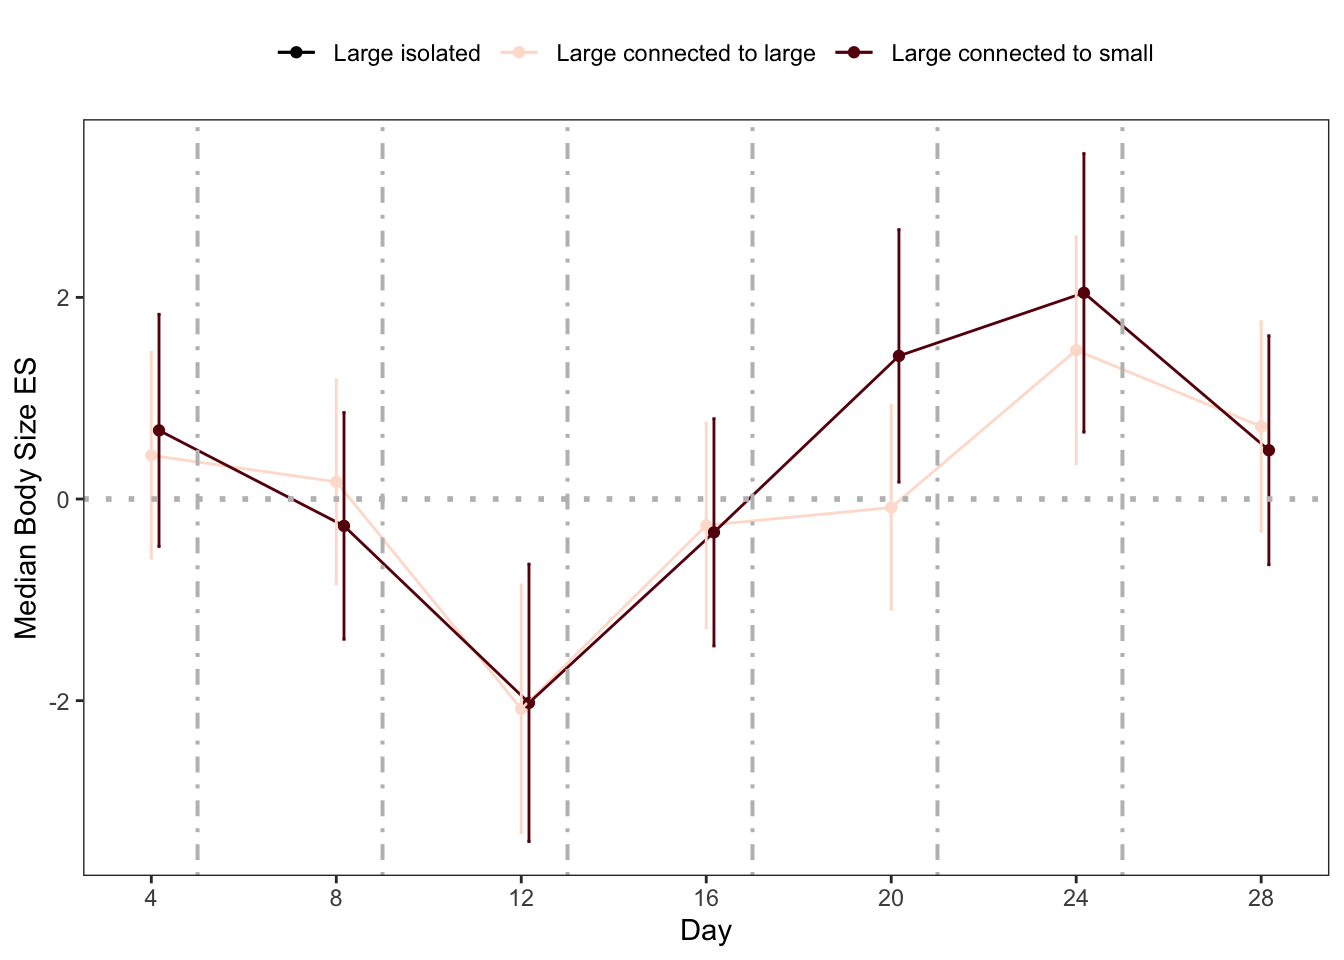 Large isolated Large connected to large Large connected to small
Median Body Size ES
2
0
-2
4 8 12 16 20 24 28
Day